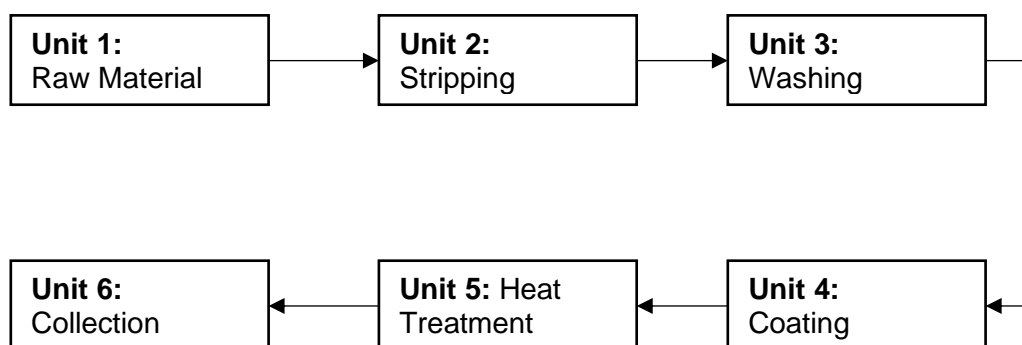 Unit 1:
Raw Material
Unit 2:
Stripping
Unit 3:
Washing
Unit 6:
Collection
Unit 5: Heat
Treatment
Unit 4:
Coating